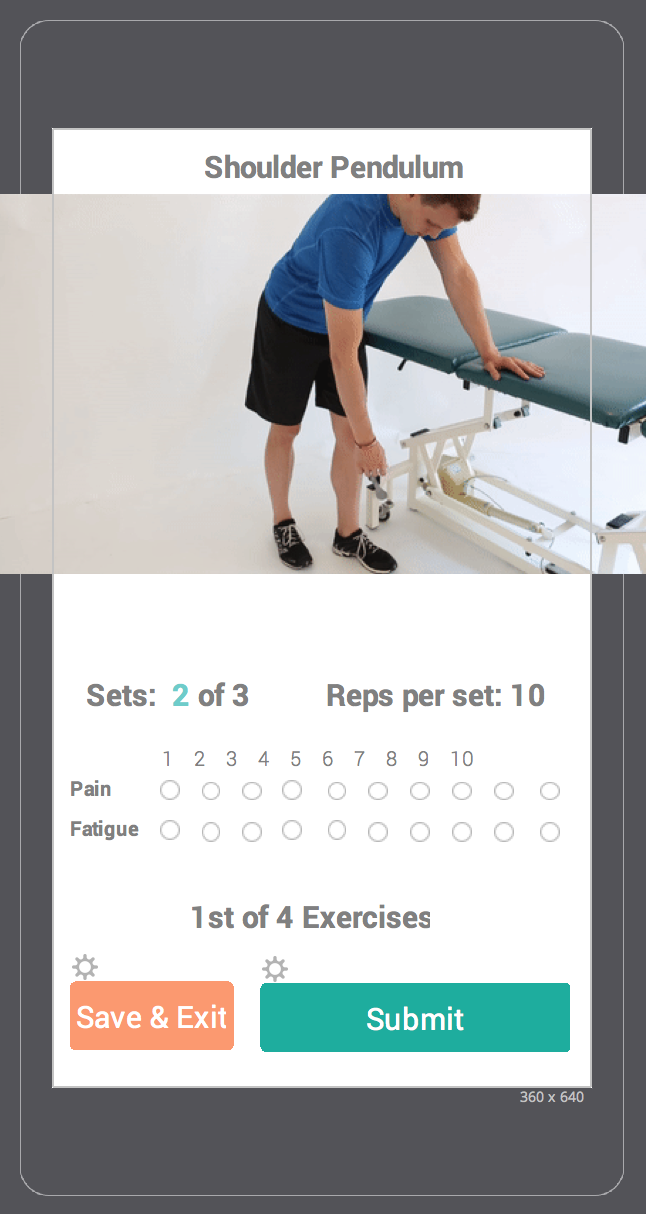 Shoulder Pendulum
Sets: 2 of 3 Reps per set: 10
1 2 3 4 5 6 7 8 9 10
Pain
Fatigue
1st of 4 Exercises
Save & Exit Submit
360 x 640